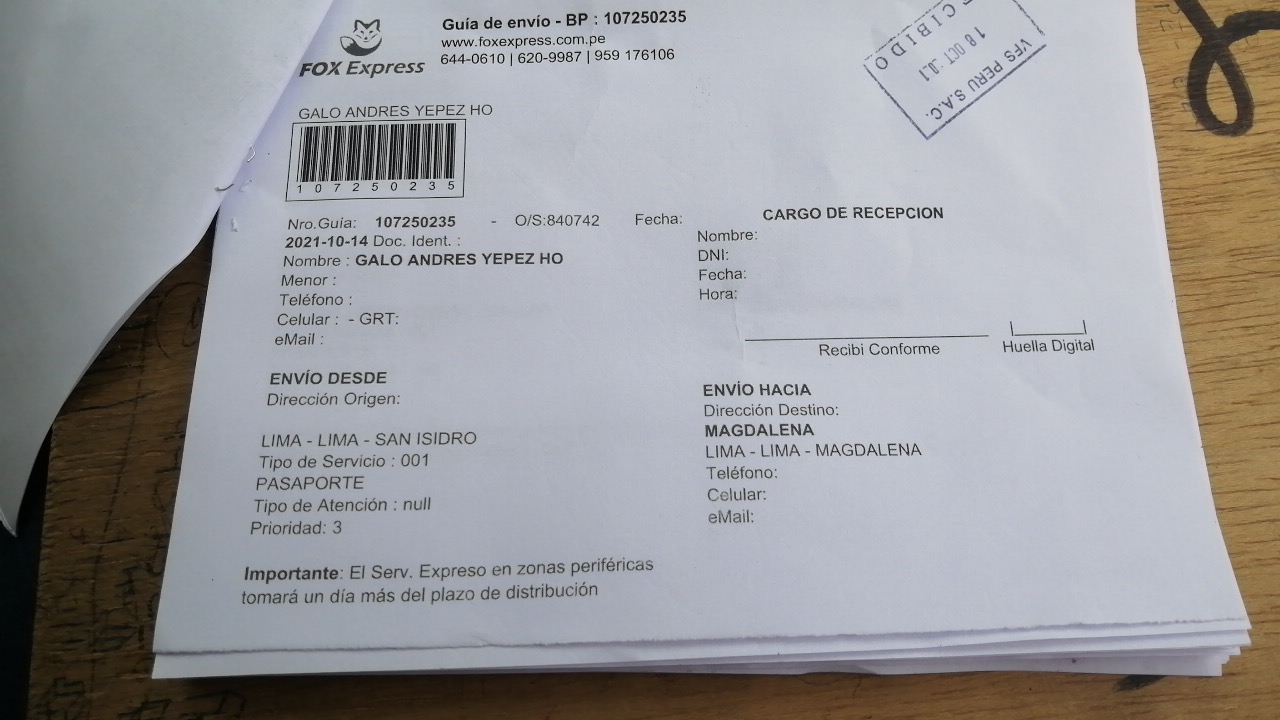 Guía de envío - BP : 107250235
www.foxexpress.com.pe
644-0610 | 620-9987 | 959 176106
FOX Express
VFS PERU S.A.C.
18 OCT
RECIBIDO
GALO ANDRES YEPEZ HO
107250235
Nro.Guía: 107250235 - O/S:840742 Fecha:
2021-10-14 Doc. Ident. :
Nombre : GALO ANDRES YEPEZ HO
Menor :
Teléfono :
Celular : - GRT:
eMail :
CARGO DE RECEPCION
Nombre:
DNI:
Fecha:
Hora:
Recibi Conforme
Huella Digital
ENVÍO DESDE
Dirección Origen:
LIMA - LIMA - SAN ISIDRO
Tipo de Servicio : 001
PASAPORTE
Tipo de Atención : null
Prioridad: 3
ENVÍO HACIA
Dirección Destino:
MAGDALENA
LIMA - LIMA - MAGDALENA
Teléfono:
Celular:
eMail:
Importante: El Serv. Expreso en zonas periféricas
tomará un día más del plazo de distribución